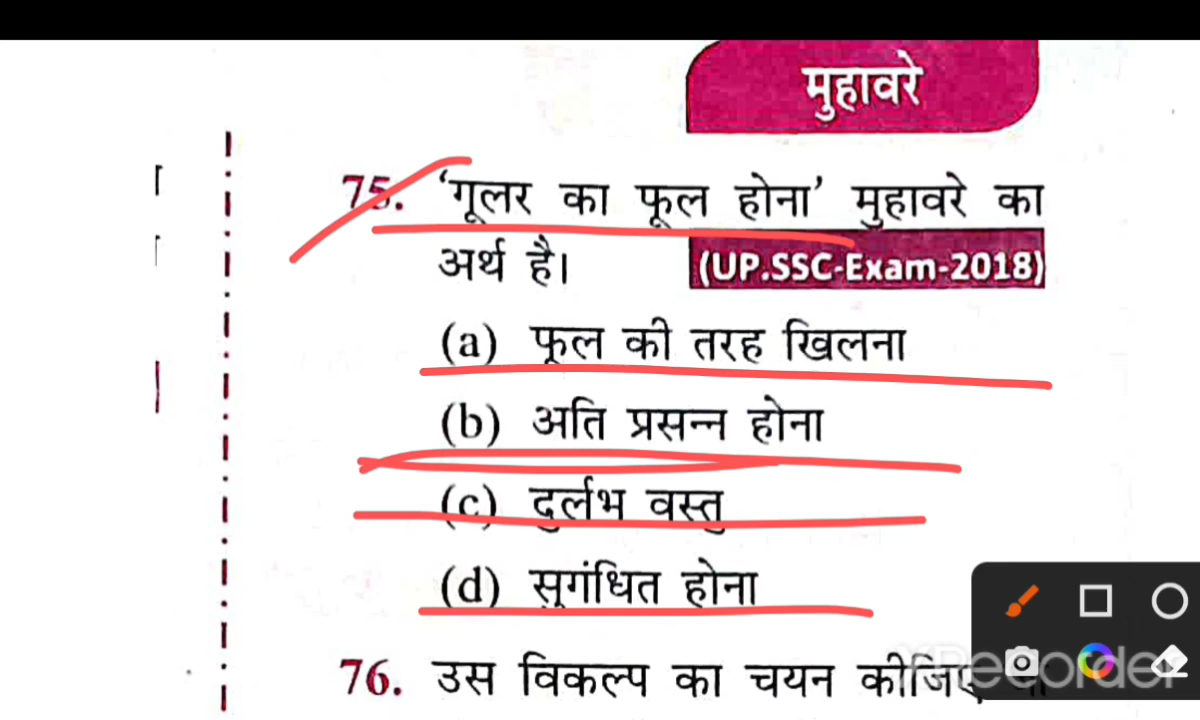 मुहावरे
75. ‘गूलर का फूल होना’ मुहावरे का
अर्थ है। (UP.SSC-Exam-2018)
(a) फूल की तरह खिलना
(b) अति प्रसन्न होना
(c) दुर्लभ वस्तु
(d) सुगंधित होना
76. उस विकल्प का चयन कीजिए
XRecorder